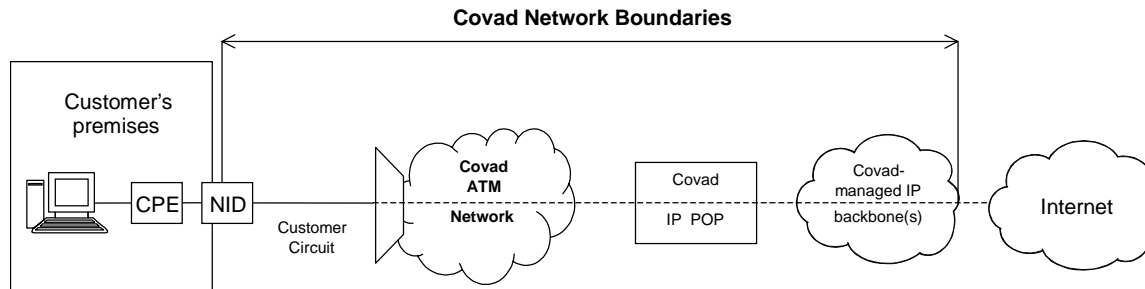 Covad Network Boundaries
Customer's
premises
CPE
NID
Customer
Circuit
Covad
ATM
Network
Covad
IP POP
Covad-
managed IP
backbone(s)
Internet